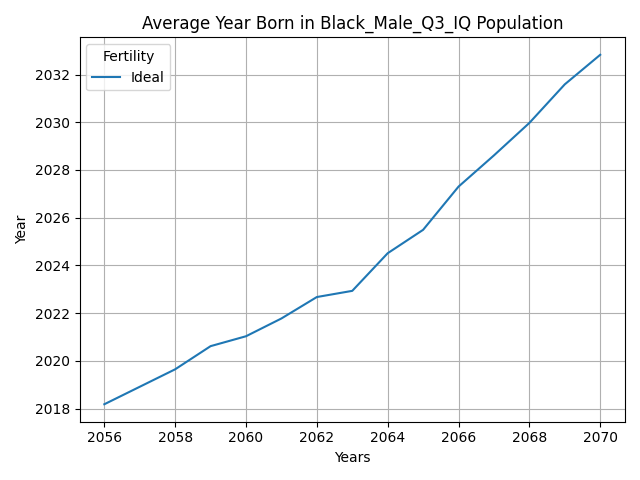 Average Year Born in Black_Male_Q3_IQ Population
Fertility
Ideal
Year
2032
2030
2028
2026
2024
2022
2020
2018
2056 2058 2060 2062 2064 2066 2068 2070
Years